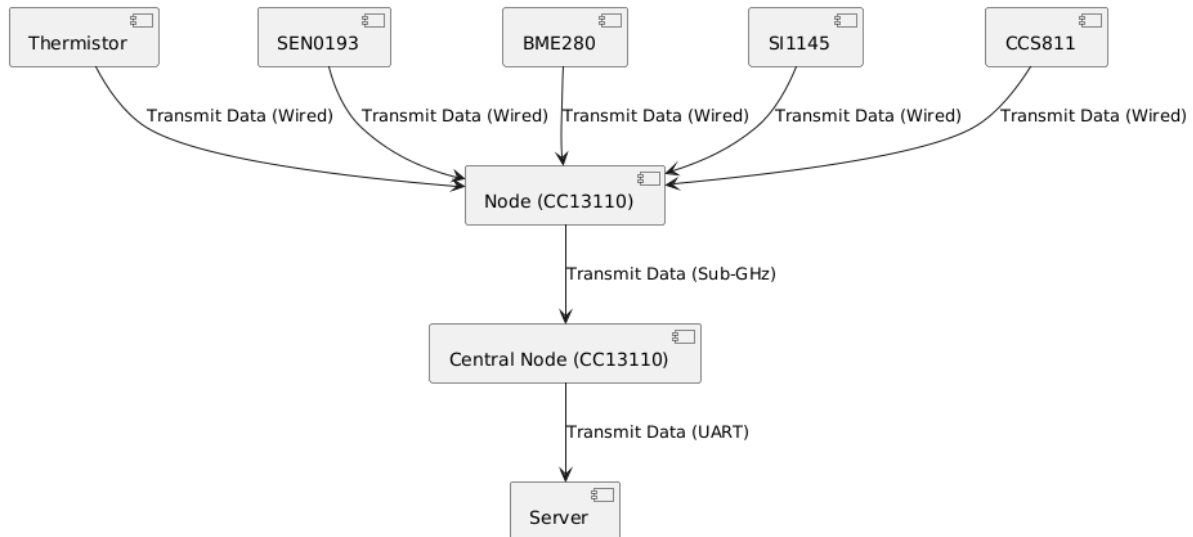 Thermistor
SEN0193
BME280
SI1145
CCS811
Transmit Data (Wired)
Transmit Data (Wired)
Transmit Data (Wired)
Transmit Data (Wired)
Transmit Data (Wired)
Node (CC13110)
Transmit Data (Sub-GHz)
Central Node (CC13110)
Transmit Data (UART)
Server